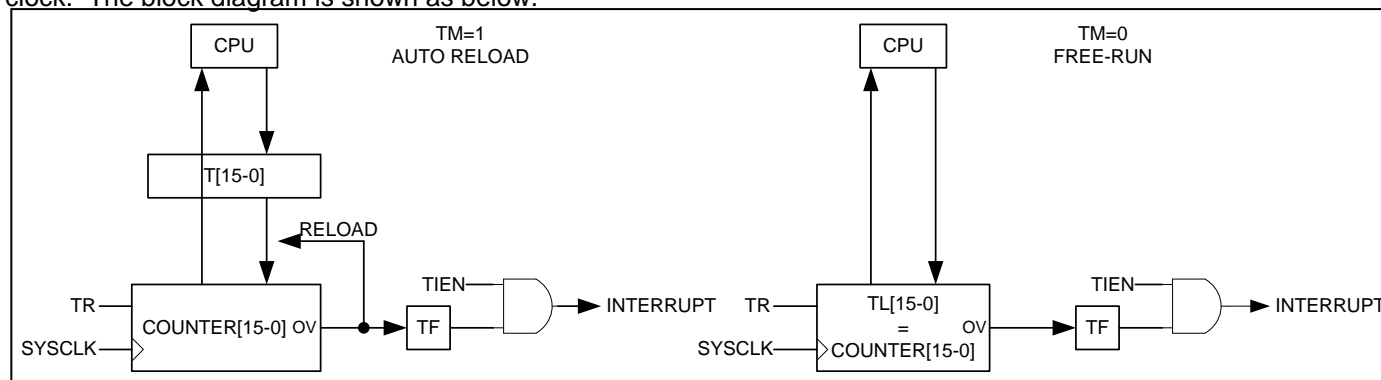 clock. The block diagram is shown as below.
CPU
TM=1
AUTO RELOAD
T[15-0]
RELOAD
TR
SYSCLK
COUNTER[15-0] OV
TF
TIEN
INTERRUPT
CPU
TM=0
FREE-RUN
TR
SYSCLK
TL[15-0]
=
COUNTER[15-0]
OV
TF
TIEN
INTERRUPT